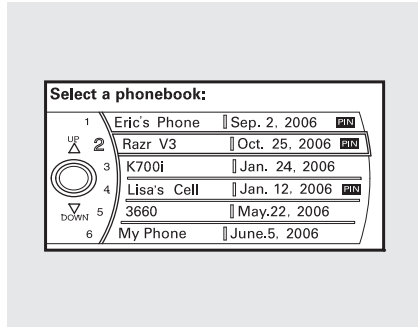 Select a phonebook:
1 Eric's Phone Sep. 2, 2006 PIN
UP 2 Razr V3 Oct. 25, 2006 PIN
3 K700i Jan. 24, 2006
4 Lisa's Cell Jan. 12, 2006 PIN
DOWN 5 3660 May.22, 2006
6 My Phone June.5, 2006